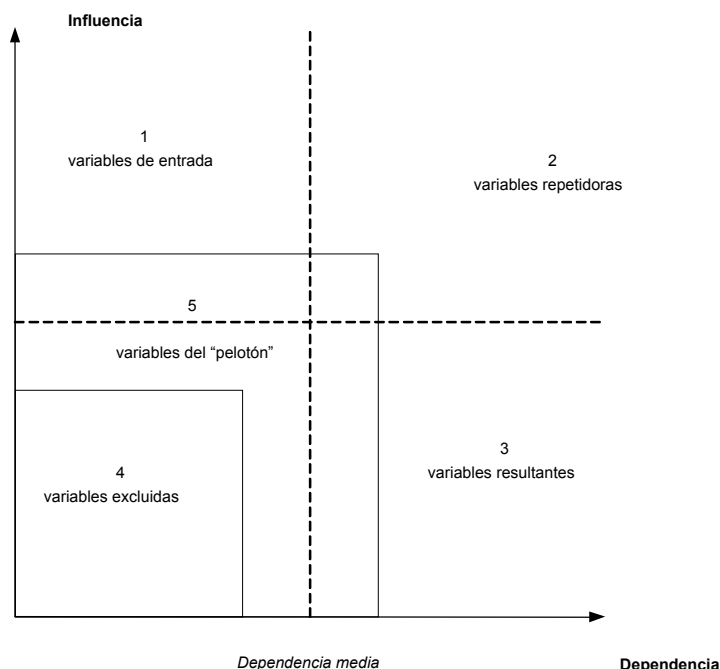 Influencia
1
variables de entrada
2
variables repetidoras
5
variables del “pelotón”
3
variables resultantes
4
variables excluidas
Dependencia media
Dependencia